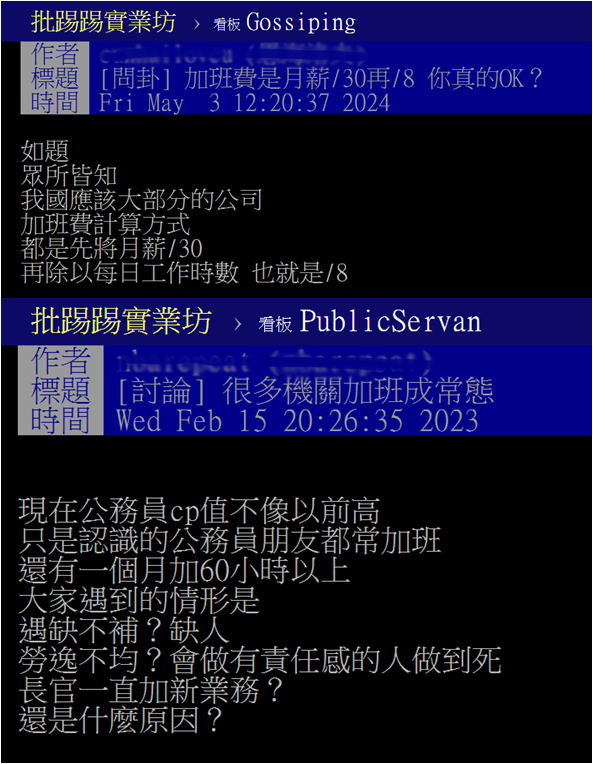 批踢踢實業坊 › 看板 Gossiping
作者
標題 [問卦] 加班費是月薪/30再/8 你真的OK？
時間 Fri May  3 12:20:37 2024
如題
眾所皆知
我國應該大部分的公司
加班費計算方式
都是先將月薪/30
再除以每日工作時數 也就是/8
批踢踢實業坊 › 看板 PublicServan
作者
標題 [討論] 很多機關加班成常態
時間 Wed Feb 15 20:26:35 2023
現在公務員cp值不像以前高
只是認識的公務員朋友都常加班
還有一個月加60小時以上
大家遇到的情形是
遇缺不補？缺人
勞逸不均？會做有責任感的人做到死
長官一直加新業務？
還是什麼原因？